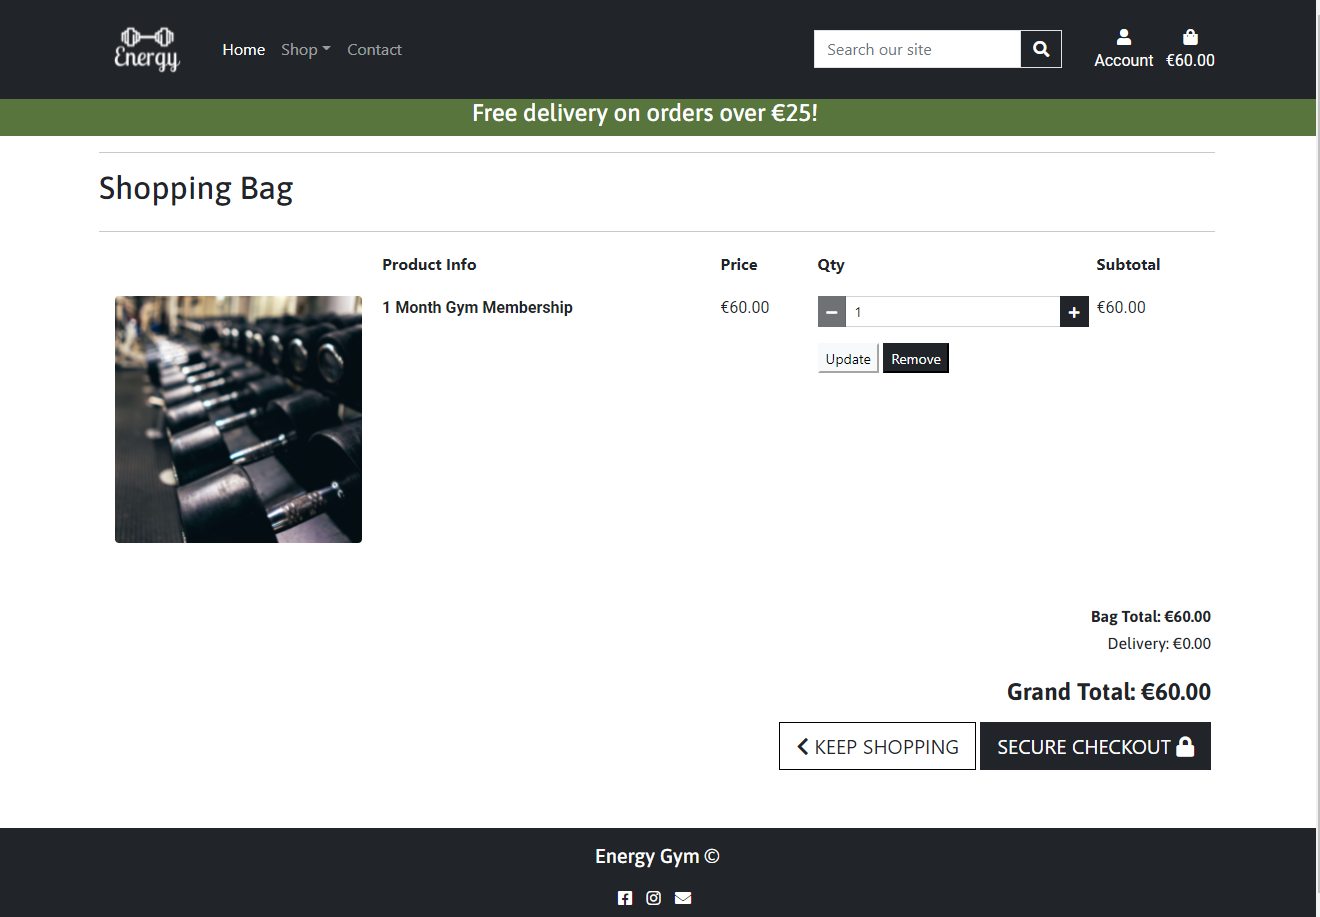 Energy
Home Shop Contact
Search our site
Account €60.00
Free delivery on orders over €25!
Shopping Bag
Product Info Price Qty Subtotal
1 Month Gym Membership €60.00 1 €60.00
Update Remove
Bag Total: €60.00
Delivery: €0.00
Grand Total: €60.00
KEEP SHOPPING SECURE CHECKOUT
Energy Gym ©